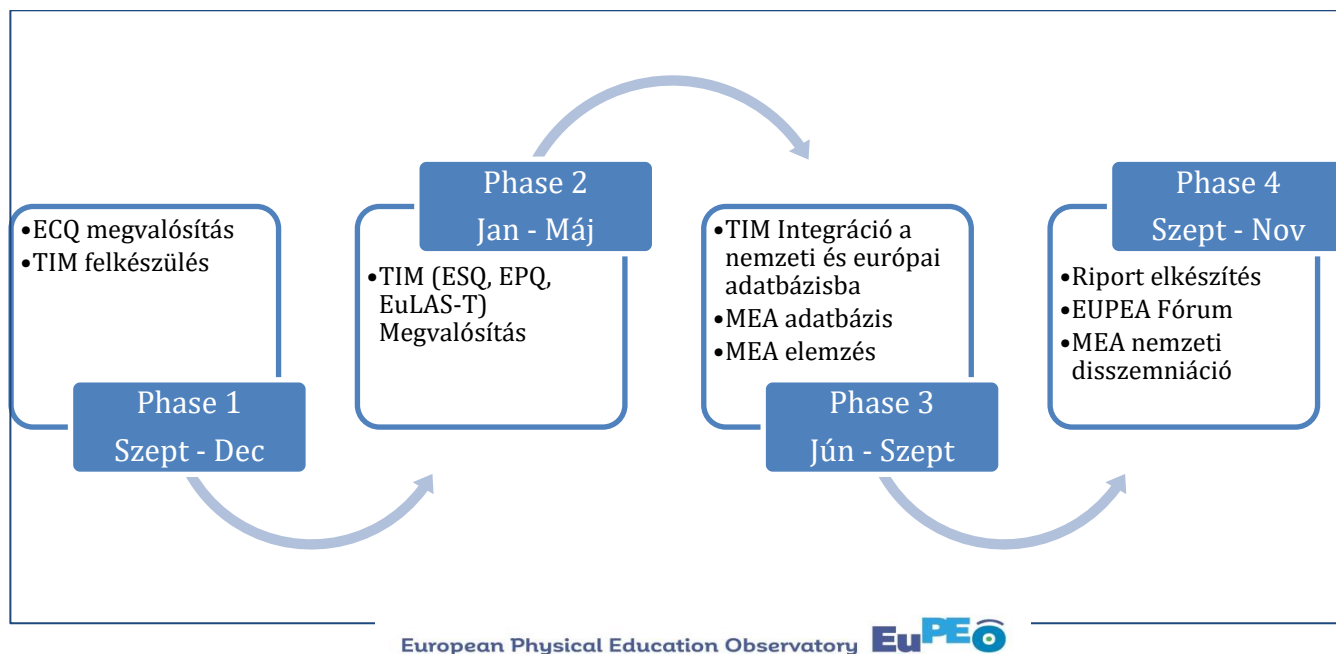 •ECQ megvalósítás
•TIM felkészülés
Phase 1
Szept - Dec
Phase 2
Jan - Máj
•TIM (ESQ, EPQ,
EuLAS-T)
Megvalósítás
•TIM Integráció a
nemzeti és európai
adatbázisba
•MEA adatbázis
•MEA elemzés
Phase 3
Jún - Szept
Phase 4
Szept - Nov
•Riport elkészítés
•EUPEA Fórum
•MEA nemzeti
disszemniáció
European Physical Education Observatory EuPEO